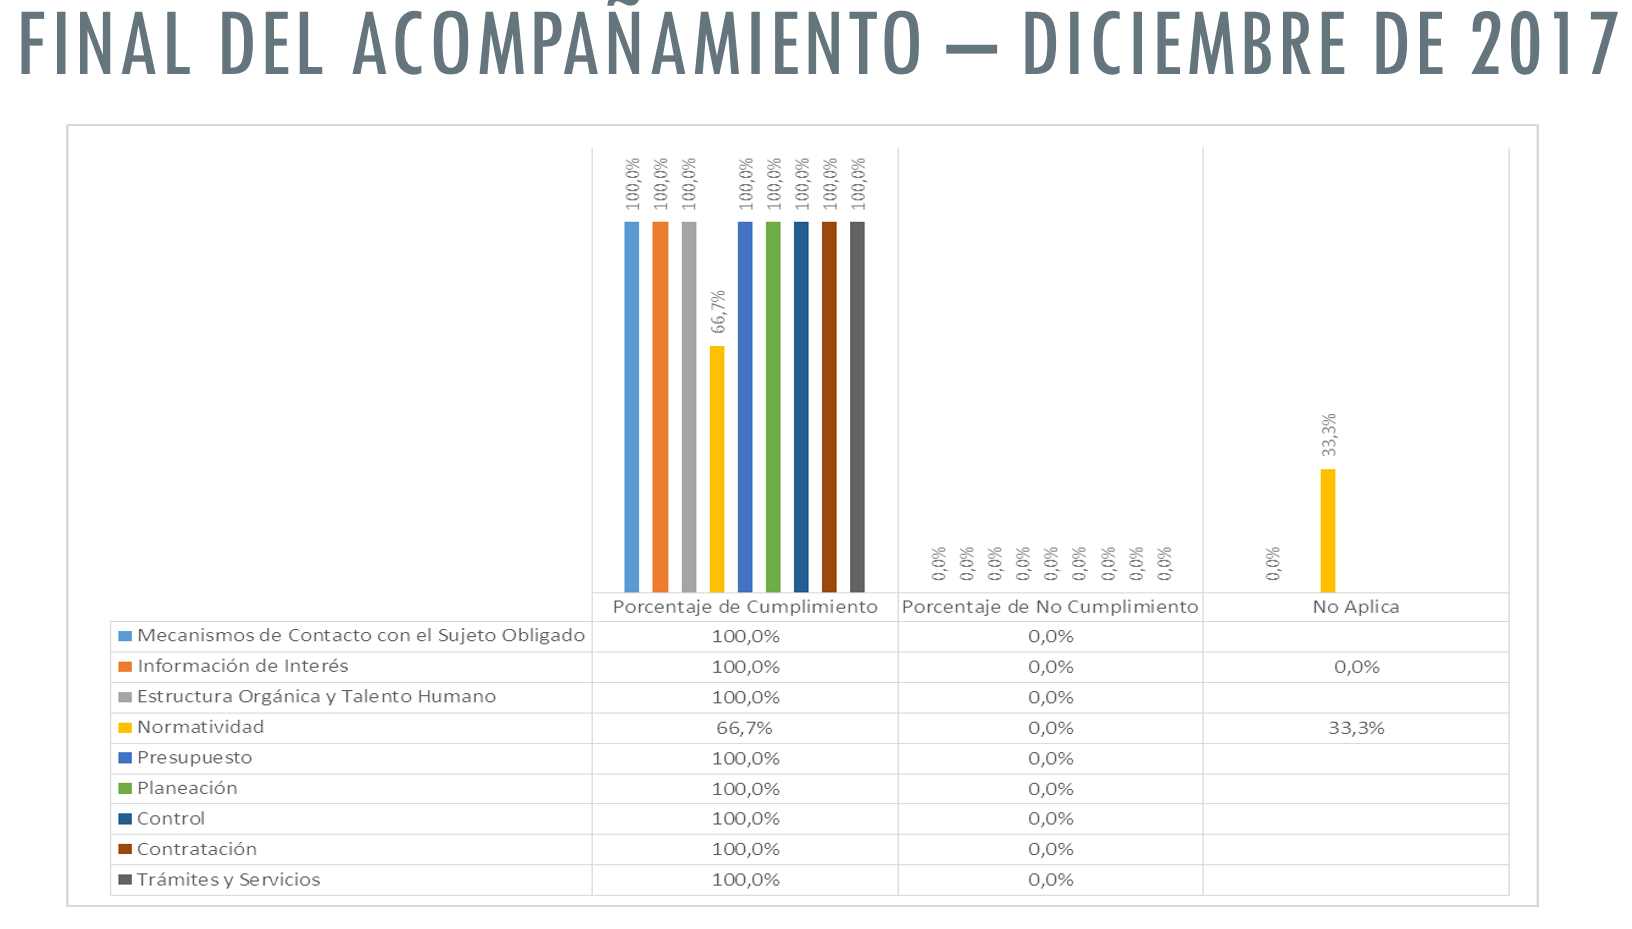 FINAL DEL ACOMPAÑAMIENTO – DICIEMBRE DE 2017
100,0% 100,0% 100,0% 66,7% 100,0% 100,0% 100,0% 100,0% 100,0%
0,0% 0,0% 0,0% 0,0% 0,0% 0,0% 0,0% 0,0% 0,0%
0,0% 33,3%
Porcentaje de Cumplimiento Porcentaje de No Cumplimiento No Aplica
Mecanismos de Contacto con el Sujeto Obligado 100,0% 0,0%
Información de Interés 100,0% 0,0% 0,0%
Estructura Orgánica y Talento Humano 100,0% 0,0%
Normatividad 66,7% 0,0% 33,3%
Presupuesto 100,0% 0,0%
Planeación 100,0% 0,0%
Control 100,0% 0,0%
Contratación 100,0% 0,0%
Trámites y Servicios 100,0% 0,0%